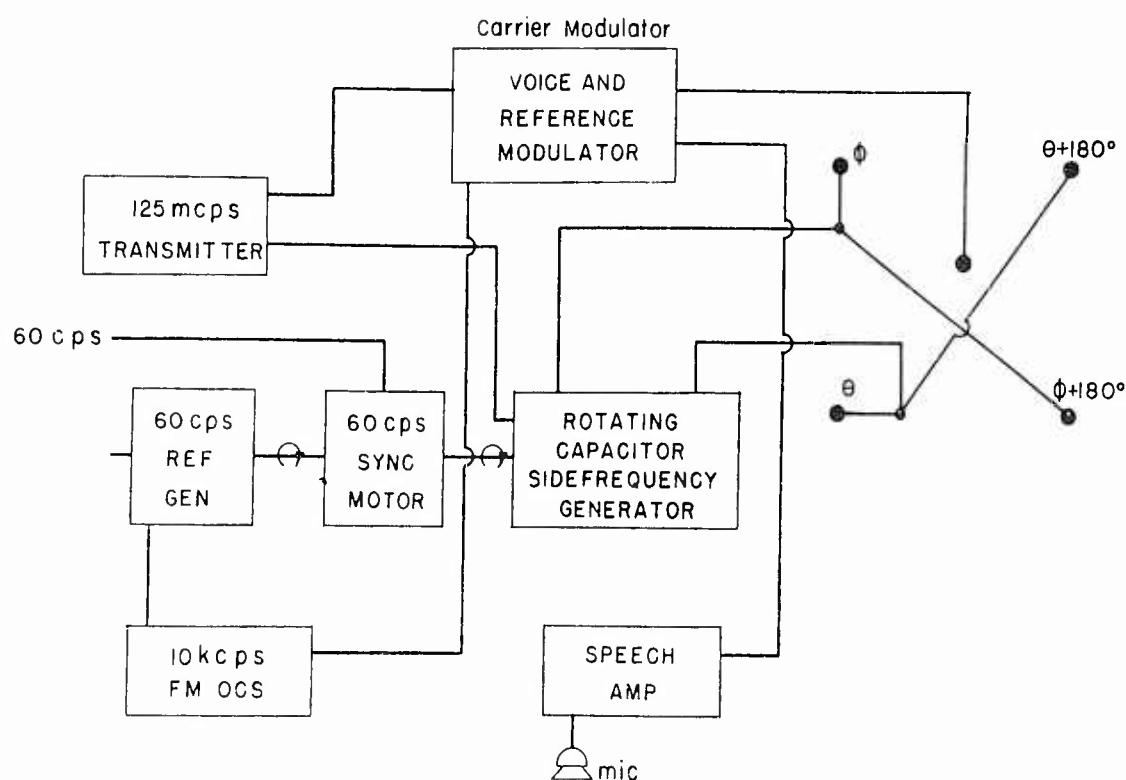 Carrier Modulator
VOICE AND
REFERENCE
MODULATOR
ϕ
θ+180°
125 mcps
TRANSMITTER
60 cps
60 cps
REF
GEN
60 cps
SYNC
MOTOR
ROTATING
CAPACITOR
SIDEFREQUENCY
GENERATOR
θ
ϕ+180°
10 kcps
FM OCS
SPEECH
AMP
mic